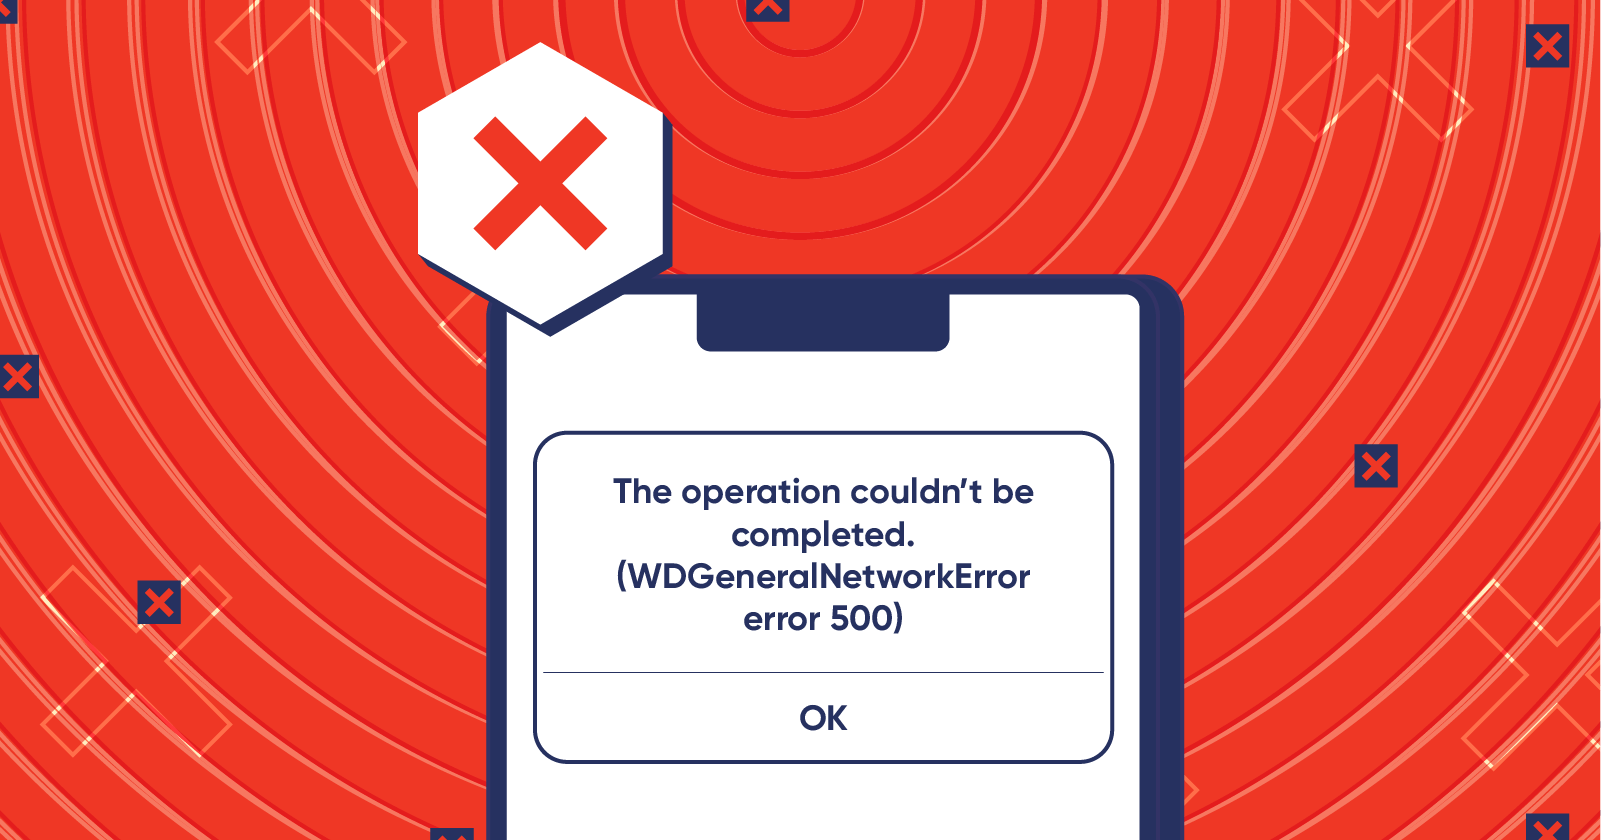 The operation couldn’t be
completed.
(WDGeneralNetworkError
error 500)
OK